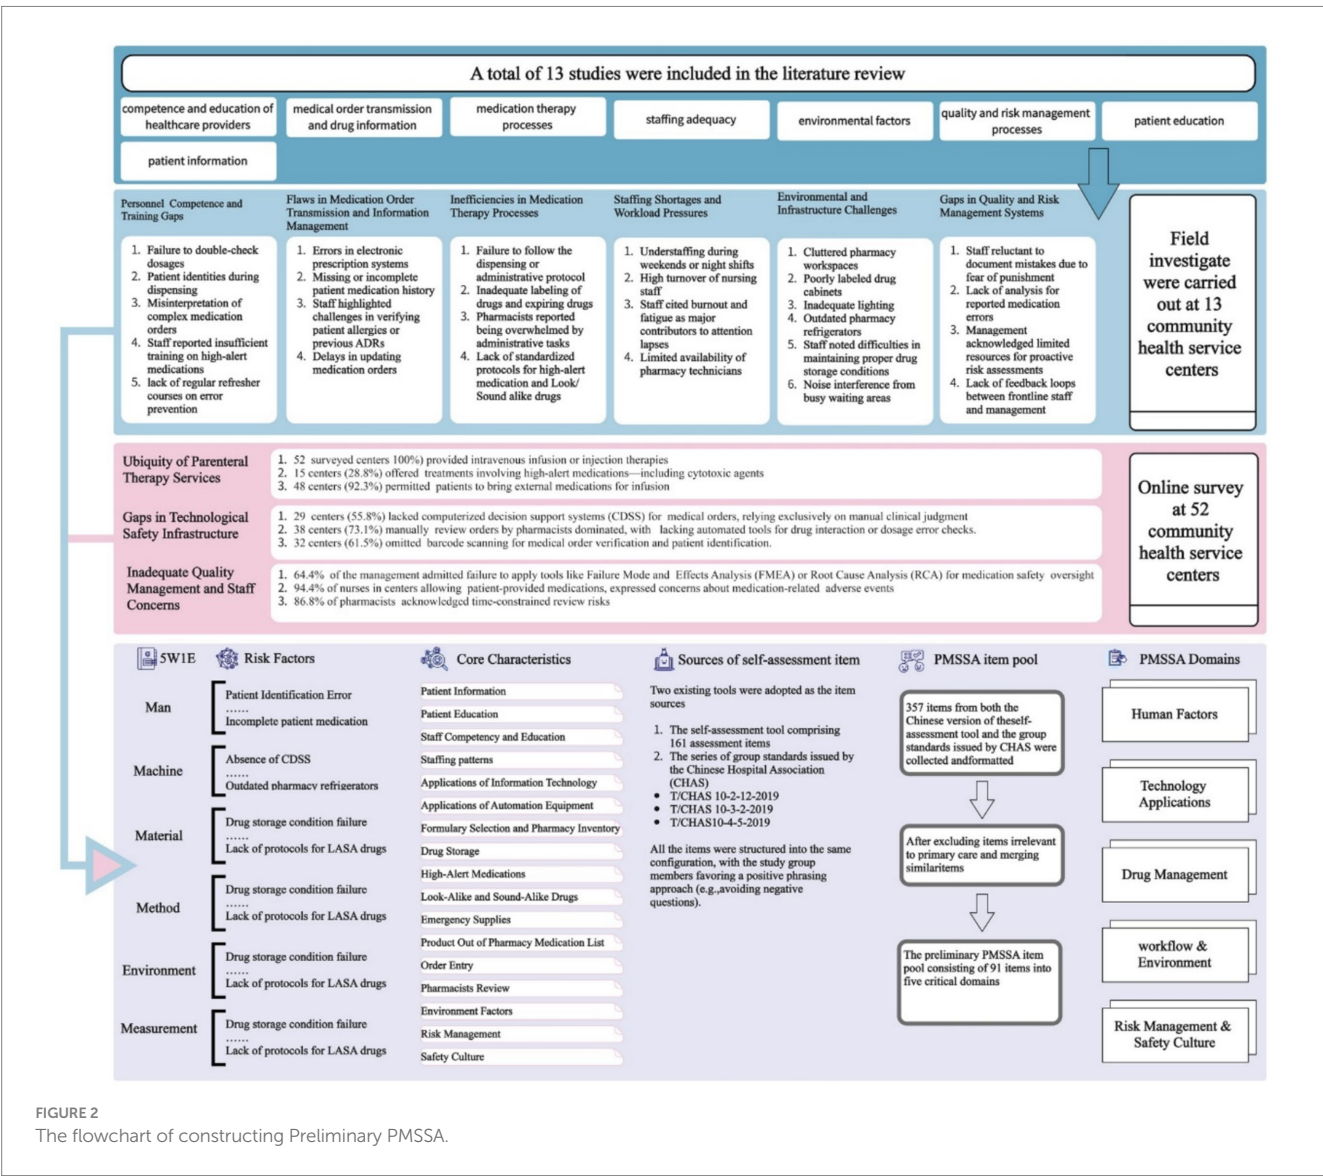 A total of 13 studies were included in the literature review
competence and education of
healthcare providers
medical order transmission
and drug information
medication therapy
processes
staffing adequacy
environmental factors
quality and risk management
processes
patient education
patient information
Personnel Competence and
Training Gaps
1. Failure to double-check
dosages
2. Patient identities during
dispensing
3. Misinterpretation of
complex medication
orders
4. Staff reported insufficient
training on high-alert
medications
5. lack of regular refresher
courses on error
prevention
Flaws in Medication Order
Transmission and Information
Management
1. Errors in electronic
prescription systems
2. Missing or incomplete
patient medication history
3. Staff highlighted
challenges in verifying
patient allergies or
previous ADRs
4. Delays in updating
medication orders
Inefficiencies in Medication
Therapy Processes
1. Failure to follow the
dispensing or
administrative protocol
2. Inadequate labeling of
drugs and expiring drugs
3. Pharmacists reported
being overwhelmed by
administrative tasks
4. Lack of standardized
protocols for high-alert
medication and Look/
Sound alike drugs
Staffing Shortages and
Workload Pressures
1. Understaffing during
weekends or night shifts
2. High turnover of nursing
staff
3. Staff cited burnout and
fatigue as major
contributors to attention
lapses
4. Limited availability of
pharmacy technicians
Environmental and
Infrastructure Challenges
1. Cluttered pharmacy
workspaces
2. Poorly labeled drug
cabinets
3. Inadequate lighting
4. Outdated pharmacy
refrigerators
5. Staff noted difficulties in
maintaining proper drug
storage conditions
6. Noise interference from
busy waiting areas
Gaps in Quality and Risk
Management Systems
1. Staff reluctant to
document mistakes due to
fear of punishment
2. Lack of analysis for
reported medication
errors
3. Management
acknowledged limited
resources for proactive
risk assessments
4. Lack of feedback loops
between frontline staff
and management
Field
investigate
were carried
out at 13
community
health service
centers
Ubiquity of Parenteral
Therapy Services
1. 52 surveyed centers 100%) provided intravenous infusion or injection therapies
2. 15 centers (28.8%) offered treatments involving high-alert medications—including cytotoxic agents
3. 48 centers (92.3%) permitted patients to bring external medications for infusion
Gaps in Technological
Safety Infrastructure
1. 29 centers (55.8%) lacked computerized decision support systems (CDSS) for medical orders, relying exclusively on manual clinical judgment
2. 38 centers (73.1%) manually review orders by pharmacists dominated, with lacking automated tools for drug interaction or dosage error checks.
3. 32 centers (61.5%) omitted barcode scanning for medical order verification and patient identification.
Inadequate Quality
Management and Staff
Concerns
1. 64.4% of the management admitted failure to apply tools like Failure Mode and Effects Analysis (FMEA) or Root Cause Analysis (RCA) for medication safety oversight
2. 94.4% of nurses in centers allowing patient-provided medications, expressed concerns about medication-related adverse events
3. 86.8% of pharmacists acknowledged time-constrained review risks
Online survey
at 52
community
health service
centers
5W1E
Man
Machine
Material
Method
Environment
Measurement
Risk Factors
Patient Identification Error
......
Incomplete patient medication
Absence of CDSS
......
Outdated pharmacy refrigerators
Drug storage condition failure
......
Lack of protocols for LASA drugs
Drug storage condition failure
......
Lack of protocols for LASA drugs
Drug storage condition failure
......
Lack of protocols for LASA drugs
Drug storage condition failure
......
Lack of protocols for LASA drugs
Core Characteristics
Patient Information
Patient Education
Staff Competency and Education
Staffing patterns
Applications of Information Technology
Applications of Automation Equipment
Formulary Selection and Pharmacy Inventory
Drug Storage
High-Alert Medications
Look-Alike and Sound-Alike Drugs
Emergency Supplies
Product Out of Pharmacy Medication List
Order Entry
Pharmacists Review
Environment Factors
Risk Management
Safety Culture
Sources of self-assessment item
Two existing tools were adopted as the item
sources
1. The self-assessment tool comprising
161 assessment items
2. The series of group standards issued by
the Chinese Hospital Association
(CHAS)
• T/CHAS 10-2-12-2019
• T/CHAS 10-3-2-2019
• T/CHAS10-4-5-2019
All the items were structured into the same
configuration, with the study group
members favoring a positive phrasing
approach (e.g.,avoiding negative
questions).
PMSSA item pool
357 items from both the
Chinese version of theself-
assessment tool and the group
standards issued by CHAS were
collected andformatted
After excluding items irrelevant
to primary care and merging
similaritems
The preliminary PMSSA item
pool consisting of 91 items into
five critical domains
PMSSA Domains
Human Factors
Technology
Applications
Drug Management
workflow &
Environment
Risk Management &
Safety Culture
FIGURE 2
The flowchart of constructing Preliminary PMSSA.